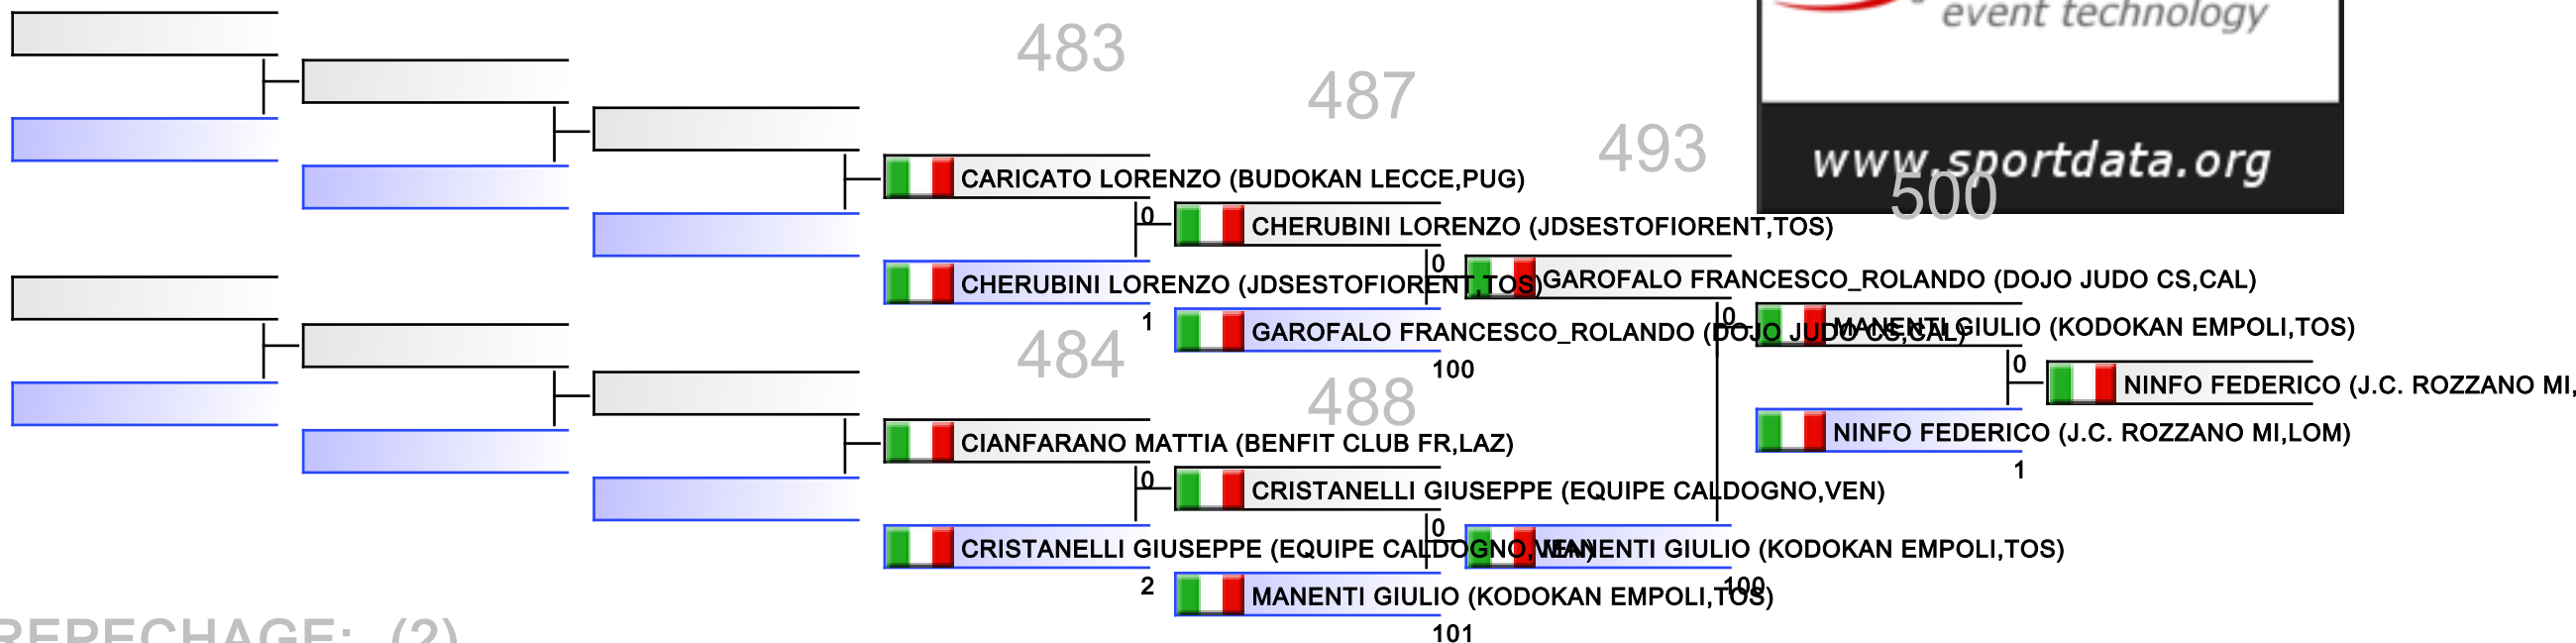 event technology
483
487
493
www.sportdata.org
500
CARICATO LORENZO (BUDOKAN LECCE,PUG)
0
CHERUBINI LORENZO (JDSESTOFIORENT,TOS)
0
CHERUBINI LORENZO (JDSESTOFIORENT,TOS)
GAROFALO FRANCESCO_ROLANDO (DOJO JUDO CS,CAL)
1
0
GAROFALO FRANCESCO_ROLANDO (DOJO JUDO CS,CAL)
MANENTI GIULIO (KODOKAN EMPOLI,TOS)
484
100
0
NINFO FEDERICO (J.C. ROZZANO MI,
488
CIANFARANO MATTIA (BENFIT CLUB FR,LAZ)
NINFO FEDERICO (J.C. ROZZANO MI,LOM)
1
0
CRISTANELLI GIUSEPPE (EQUIPE CALDOGNO,VEN)
0
CRISTANELLI GIUSEPPE (EQUIPE CALDOGNO,VEN)
MANENTI GIULIO (KODOKAN EMPOLI,TOS)
2
100
MANENTI GIULIO (KODOKAN EMPOLI,TOS)
101
REPECHAGE: (2)